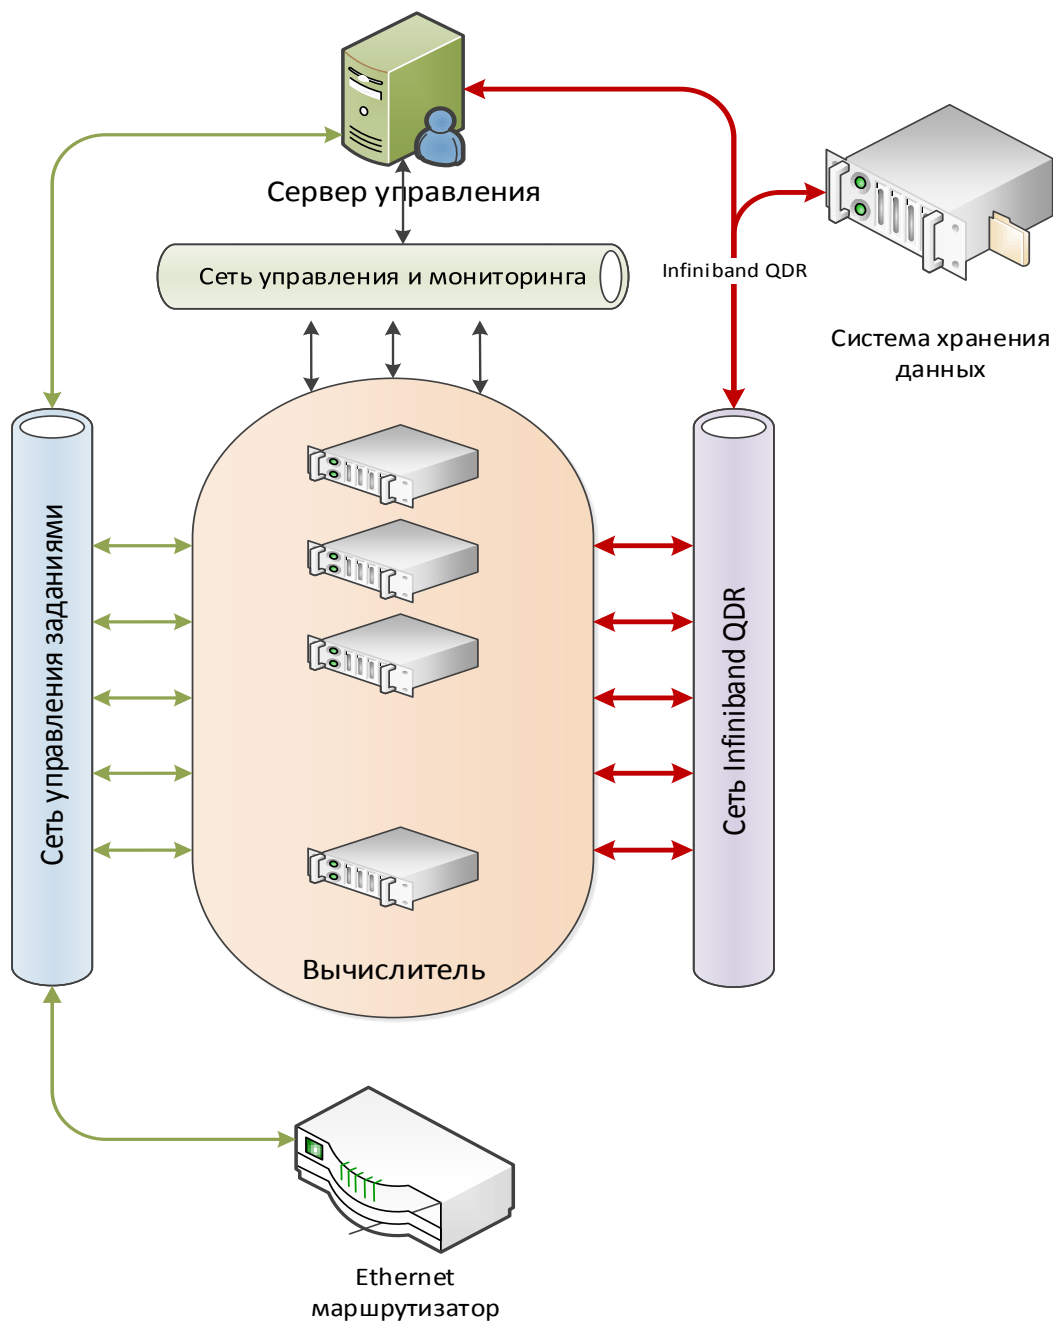 Сервер управления
Сеть управления и мониторинга
Infiniband QDR
Система хранения
данных
Сеть управления заданиями
Сеть Infiniband QDR
Вычислитель
Ethernet
маршрутизатор